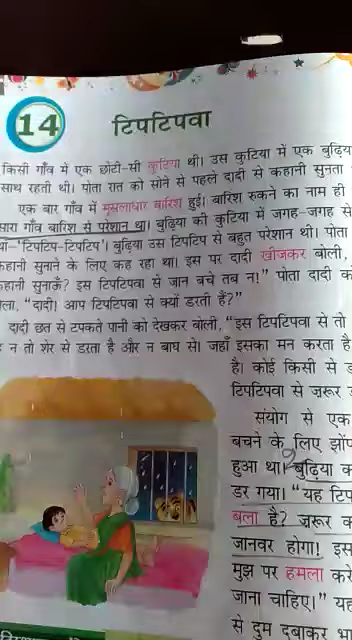 14
टिपटिपवा
किसी गाँव में एक छोटी-सी कुटिया थी। उस कुटिया में एक बुढ़िया
साथ रहती थी। पोता रात को सोने से पहले दादी से कहानी सुनता
एक बार गाँव में मूसलाधार बारिश हुई। बारिश रुकने का नाम ही
सारा गाँव बारिश से परेशान था। बुढ़िया की कुटिया में जगह-जगह से
'टिपटिप-टिपटिप'। बुढ़िया उस टिपटिप से बहुत परेशान थी। पोता
कहानी सुनाने के लिए कह रहा था। इस पर दादी खीजकर बोली,
कहानी सुनाऊँ? इस टिपटिपवा से जान बचे तब न!" पोता दादी
"दादी! आप टिपटिपवा से क्यों डरती हैं?"
दादी छत से टपकते पानी को देखकर बोली, "इस टिपटिपवा से तो
न तो शेर से डरता है और न बाघ से। जहाँ इसका मन करता है
है। कोई किसी से
टिपटिपवा से ज़रूर
संयोग से एक
बचने के लिए
हुआ था। बुढ़िया
डर गया। "यह
बला है? ज़रूर
जानवर होगा! इस
मुझ पर हमला करे
जाना चाहिए।" यह
से दुम दबाकर